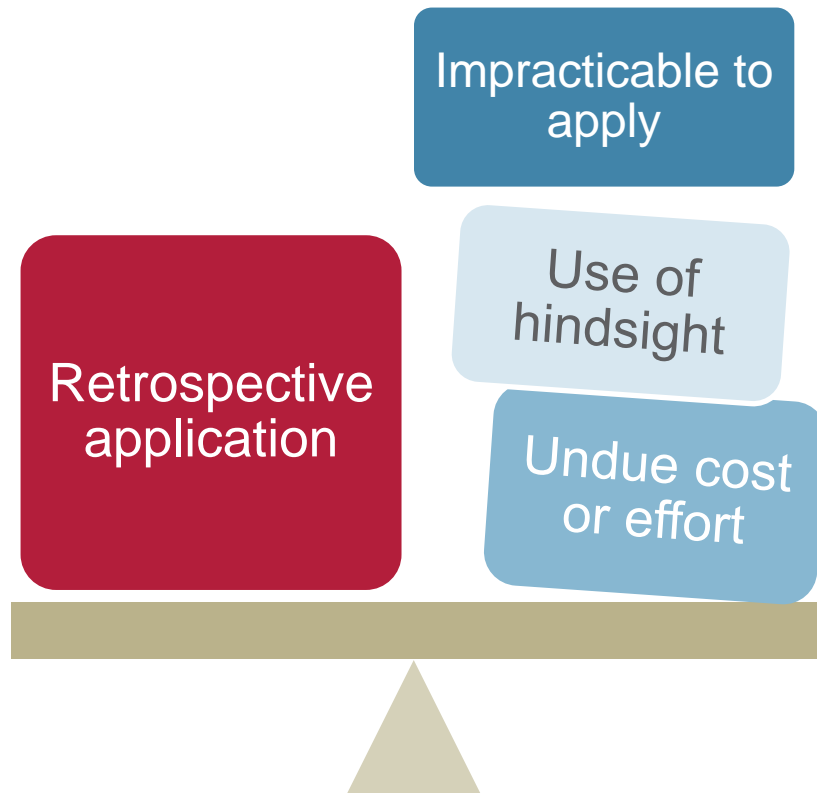 Impracticable to
apply
Use of
hindsight
Retrospective
application
Undue cost
or effort